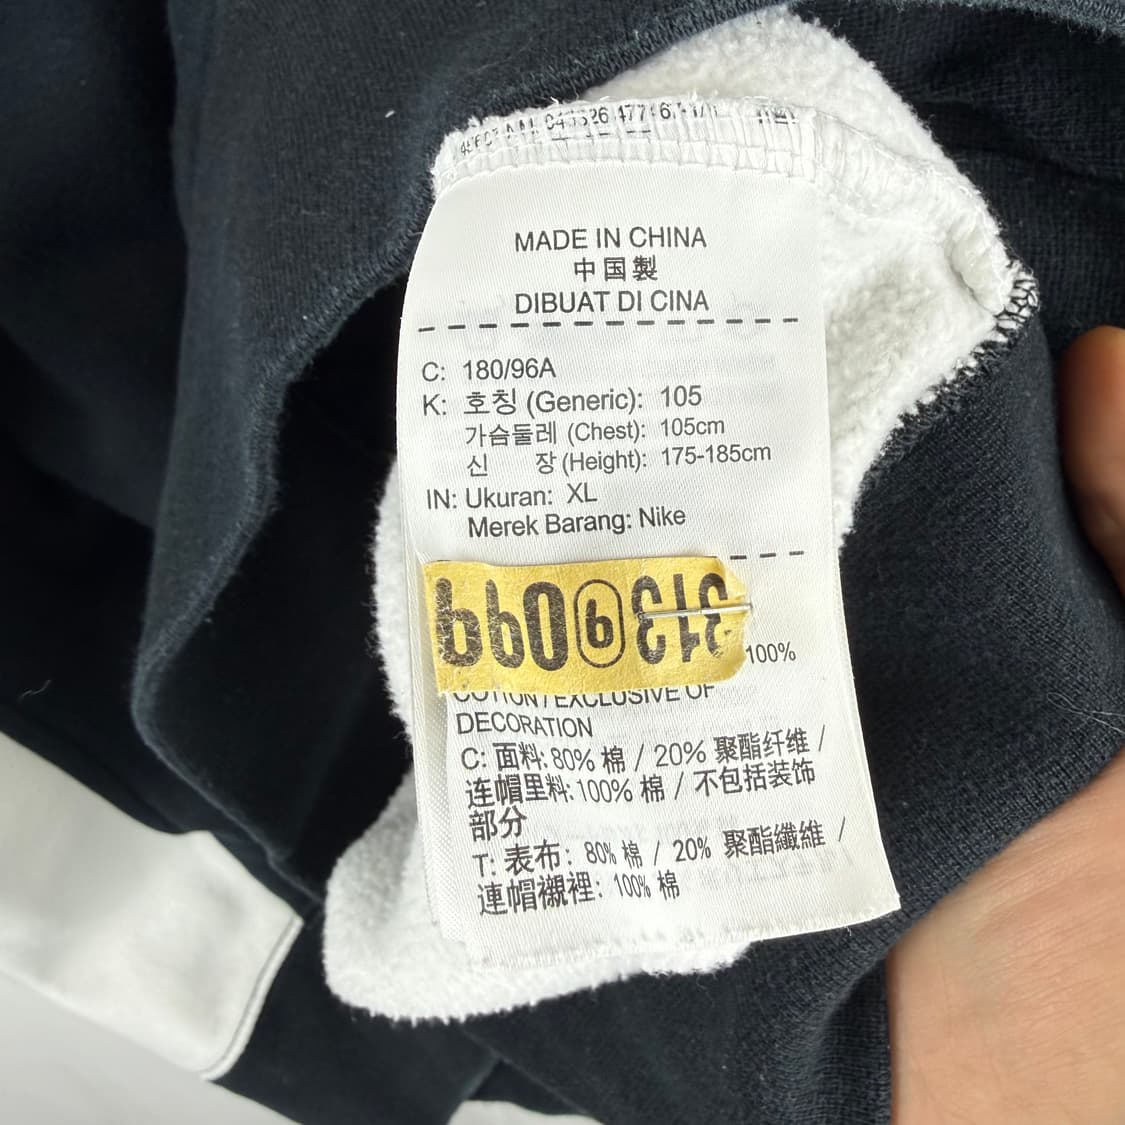 MADE IN CHINA
中国製
DIBUAT DI CINA
C: 180/96A
K: 호칭 (Generic): 105
가슴둘레 (Chest): 105cm
신 장 (Height): 175-185cm
IN: Ukuran: XL
Merek Barang: Nike
100%
COTTON / EXCLUSIVE OF
DECORATION
C: 面料: 80% 棉 / 20% 聚酯纤维 /
连帽里料: 100% 棉 / 不包括装饰
部分
T: 表布: 80% 棉 / 20% 聚酯纖維 /
連帽襯裡: 100% 棉